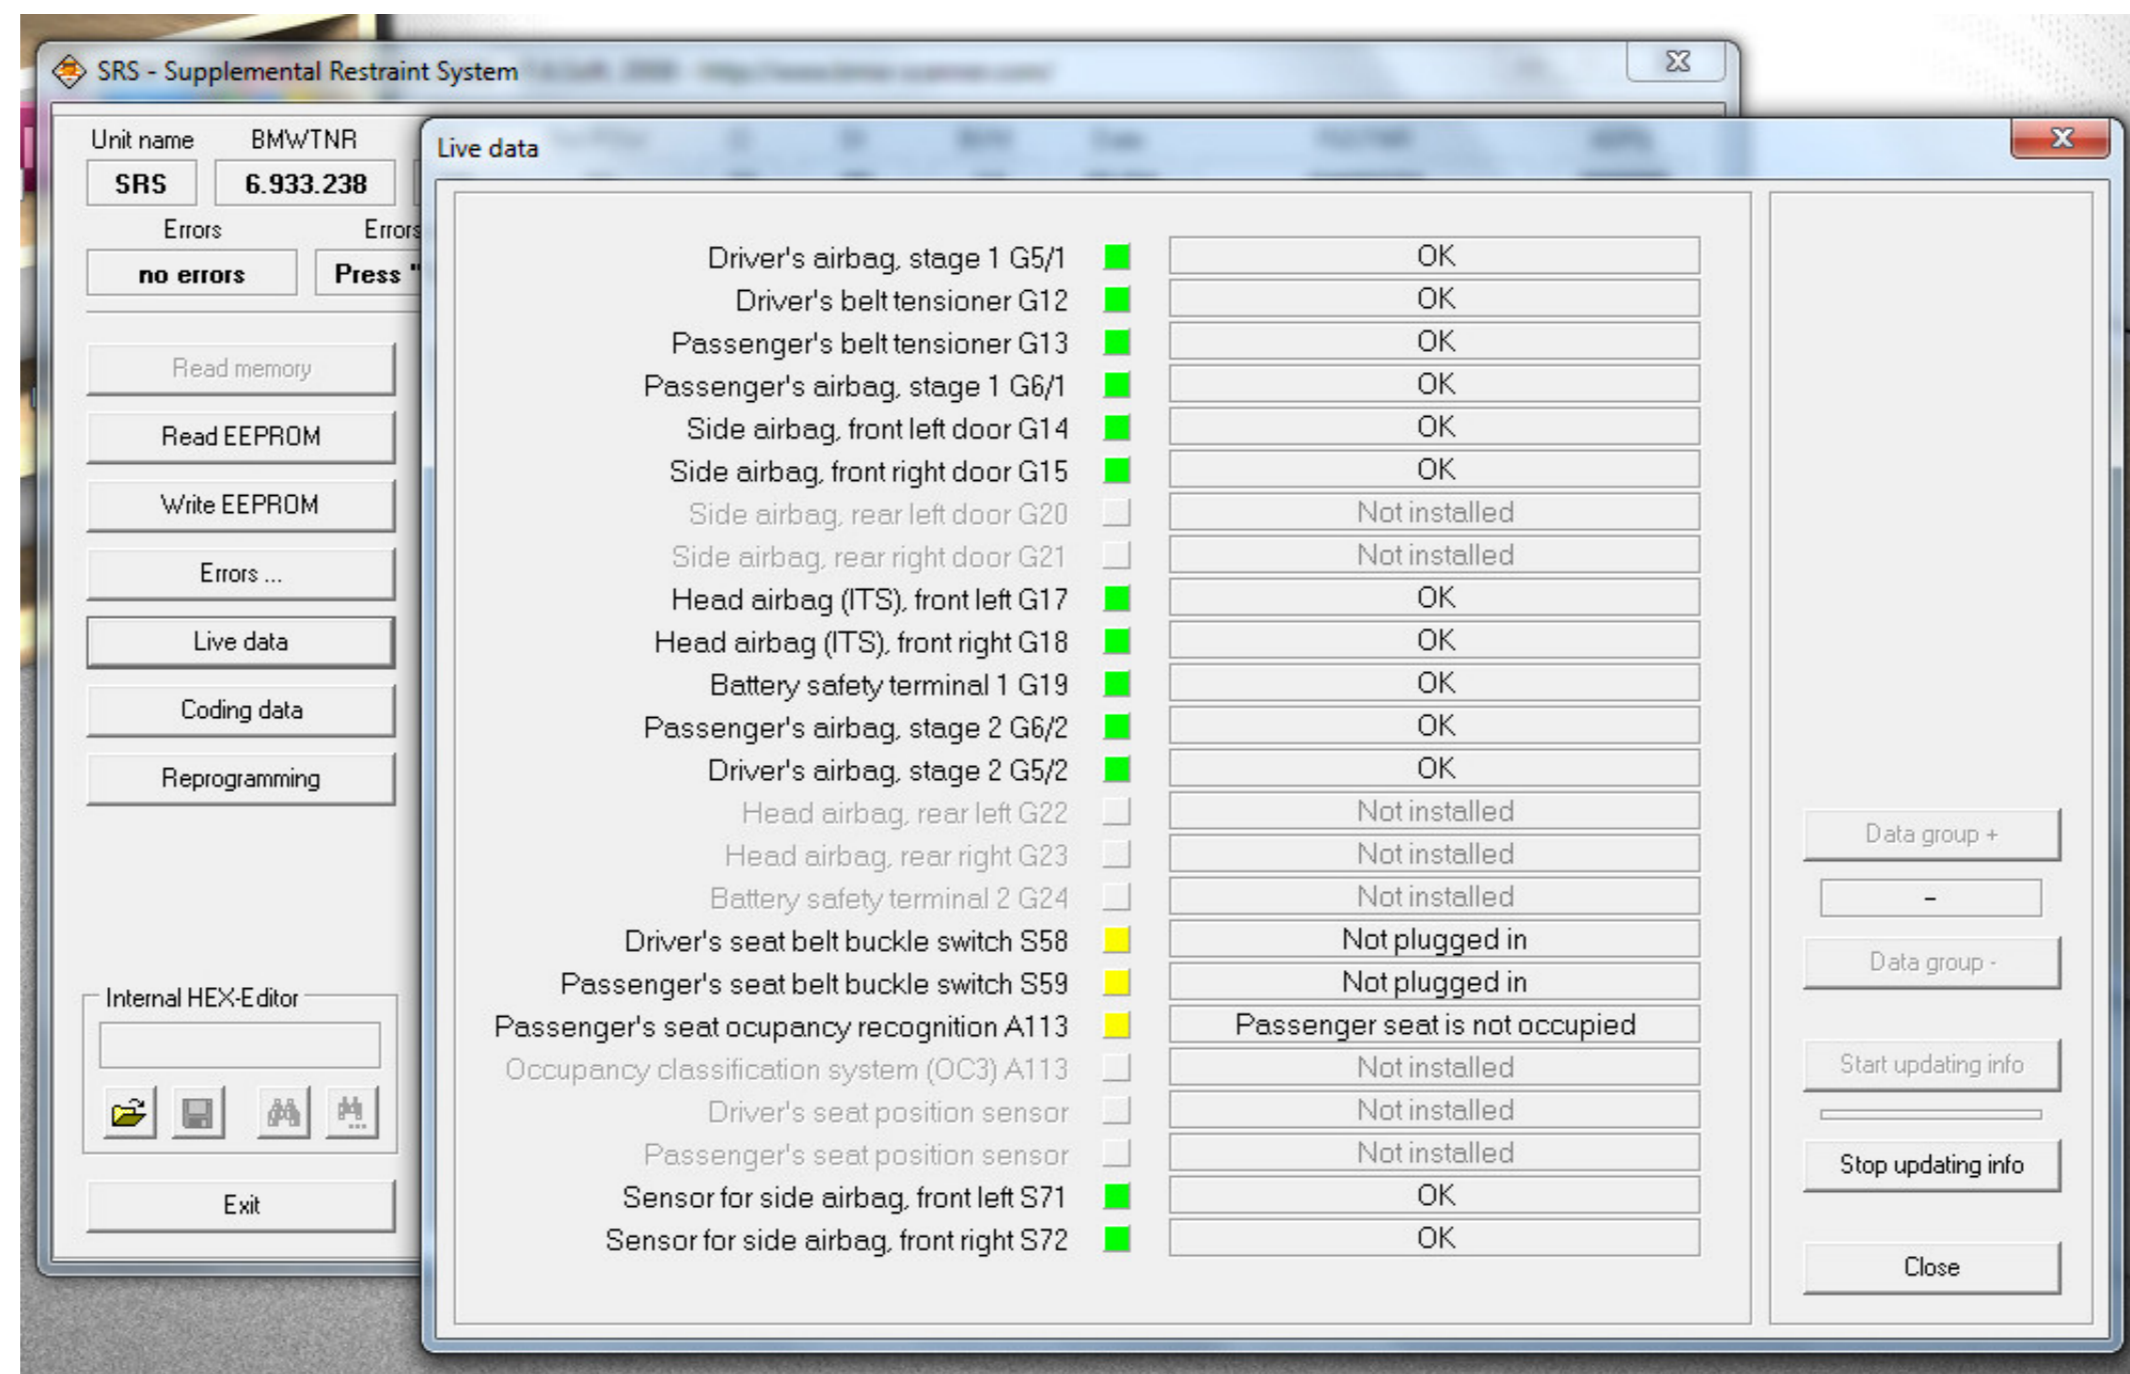 SRS - Supplemental Restraint System
Unit name BMWTNR
SRS 6.933.238
Errors Errors
no errors Press "
Read memory
Read EEPROM
Write EEPROM
Errors ...
Live data
Coding data
Reprogramming
Internal HEX-Editor
Exit
Live data
Driver's airbag, stage 1 G5/1 OK
Driver's belt tensioner G12 OK
Passenger's belt tensioner G13 OK
Passenger's airbag, stage 1 G6/1 OK
Side airbag, front left door G14 OK
Side airbag, front right door G15 OK
Side airbag, rear left door G20 Not installed
Side airbag, rear right door G21 Not installed
Head airbag (ITS), front left G17 OK
Head airbag (ITS), front right G18 OK
Battery safety terminal 1 G19 OK
Passenger's airbag, stage 2 G6/2 OK
Driver's airbag, stage 2 G5/2 OK
Head airbag, rear left G22 Not installed
Head airbag, rear right G23 Not installed
Battery safety terminal 2 G24 Not installed
Driver's seat belt buckle switch S58 Not plugged in
Passenger's seat belt buckle switch S59 Not plugged in
Passenger's seat ocupancy recognition A113 Passenger seat is not occupied
Occupancy classification system (OC3) A113 Not installed
Driver's seat position sensor Not installed
Passenger's seat position sensor Not installed
Sensor for side airbag, front left S71 OK
Sensor for side airbag, front right S72 OK
Data group +
-
Data group -
Start updating info
Stop updating info
Close